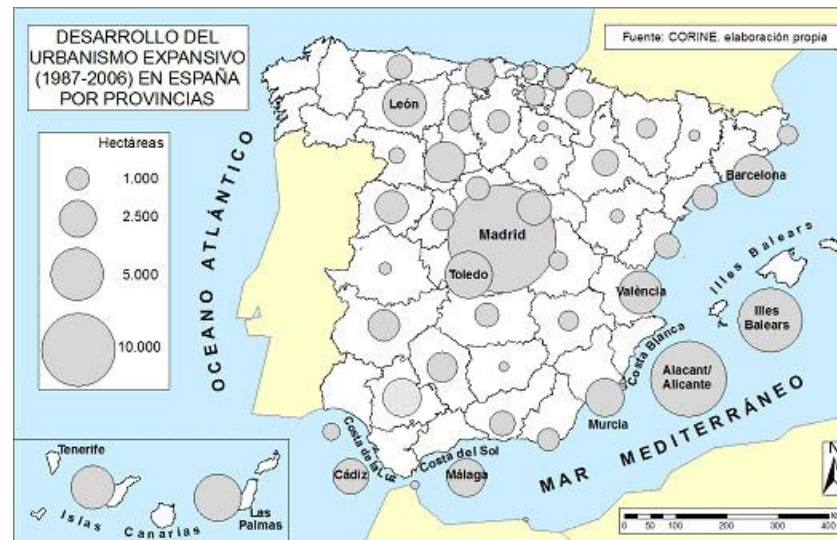 DESARROLLO DEL
URBANISMO EXPANSIVO
(1987-2006) EN ESPAÑA
POR PROVINCIAS
Fuente: CORINE. elaboración propia
Hectáreas
1.000
2.500
5.000
10.000
OCEANO ATLÁNTICO
León
Barcelona
Madrid
Toledo
València
Illes Balears
Illes
Balears
Costa Blanca
Alacant/
Alicante
Murcia
MAR MEDITERRÁNEO
Costa de la
Costa del Sol
Cádiz
Málaga
Tenerife
Las
Palmas
Islas Canarias
N
0 50 100 200 300 400